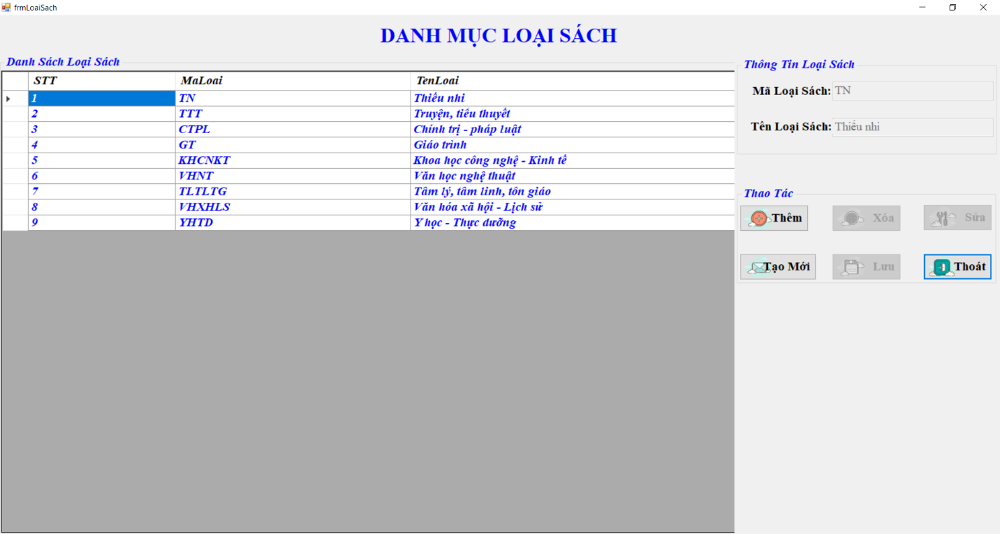 frmLoaiSach
DANH MỤC LOẠI SÁCH
Danh Sách Loại Sách
STT MaLoai TenLoai
1 TN Thiếu nhi
2 TTT Truyện, tiểu thuyết
3 CTPL Chính trị - pháp luật
4 GT Giáo trình
5 KHCNKT Khoa học công nghệ - Kinh tế
6 VHNT Văn học nghệ thuật
7 TLTLTG Tâm lý, tâm linh, tôn giáo
8 VHXHLS Văn hóa xã hội - Lịch sử
9 YHTD Y học - Thực dưỡng
Thông Tin Loại Sách
Mã Loại Sách: TN
Tên Loại Sách: Thiếu nhi
Thao Tác
Thêm Xóa Sửa
Tạo Mới Lưu Thoát